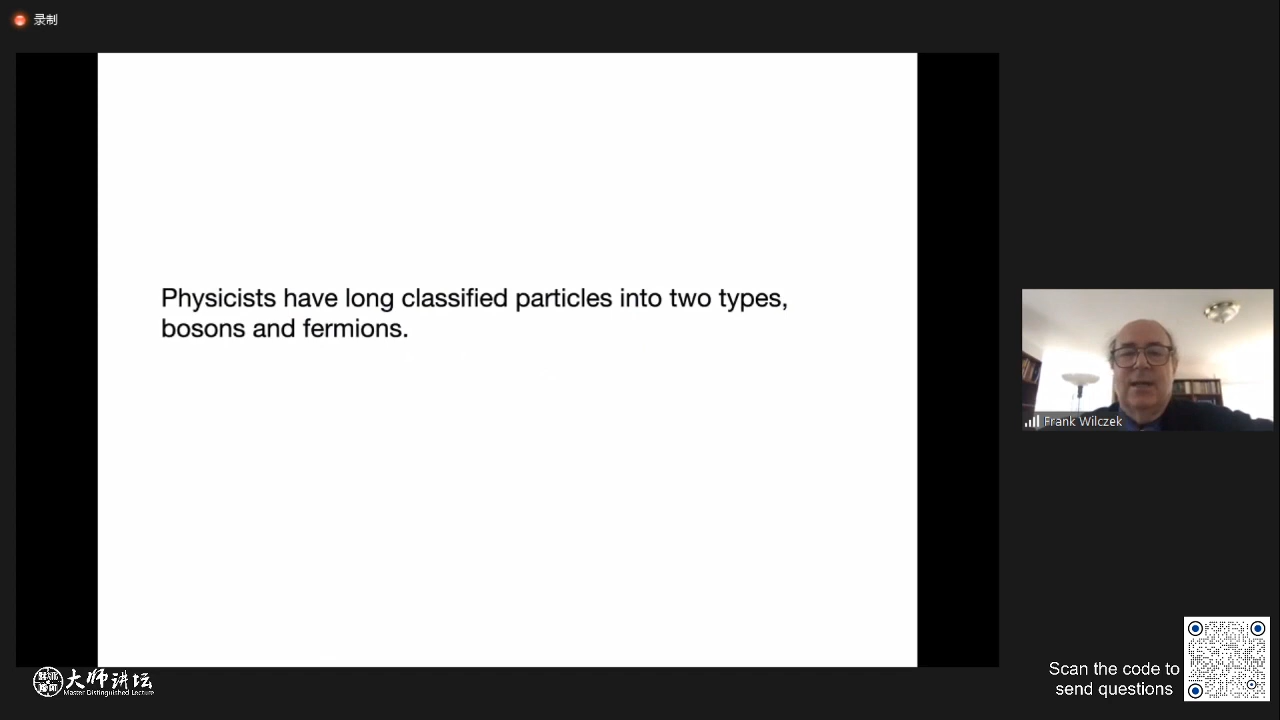 录制
Physicists have long classified particles into two types,
bosons and fermions.
Frank Wilczek
大师讲坛
Master Distinguished Lecture
Scan the code to
send questions